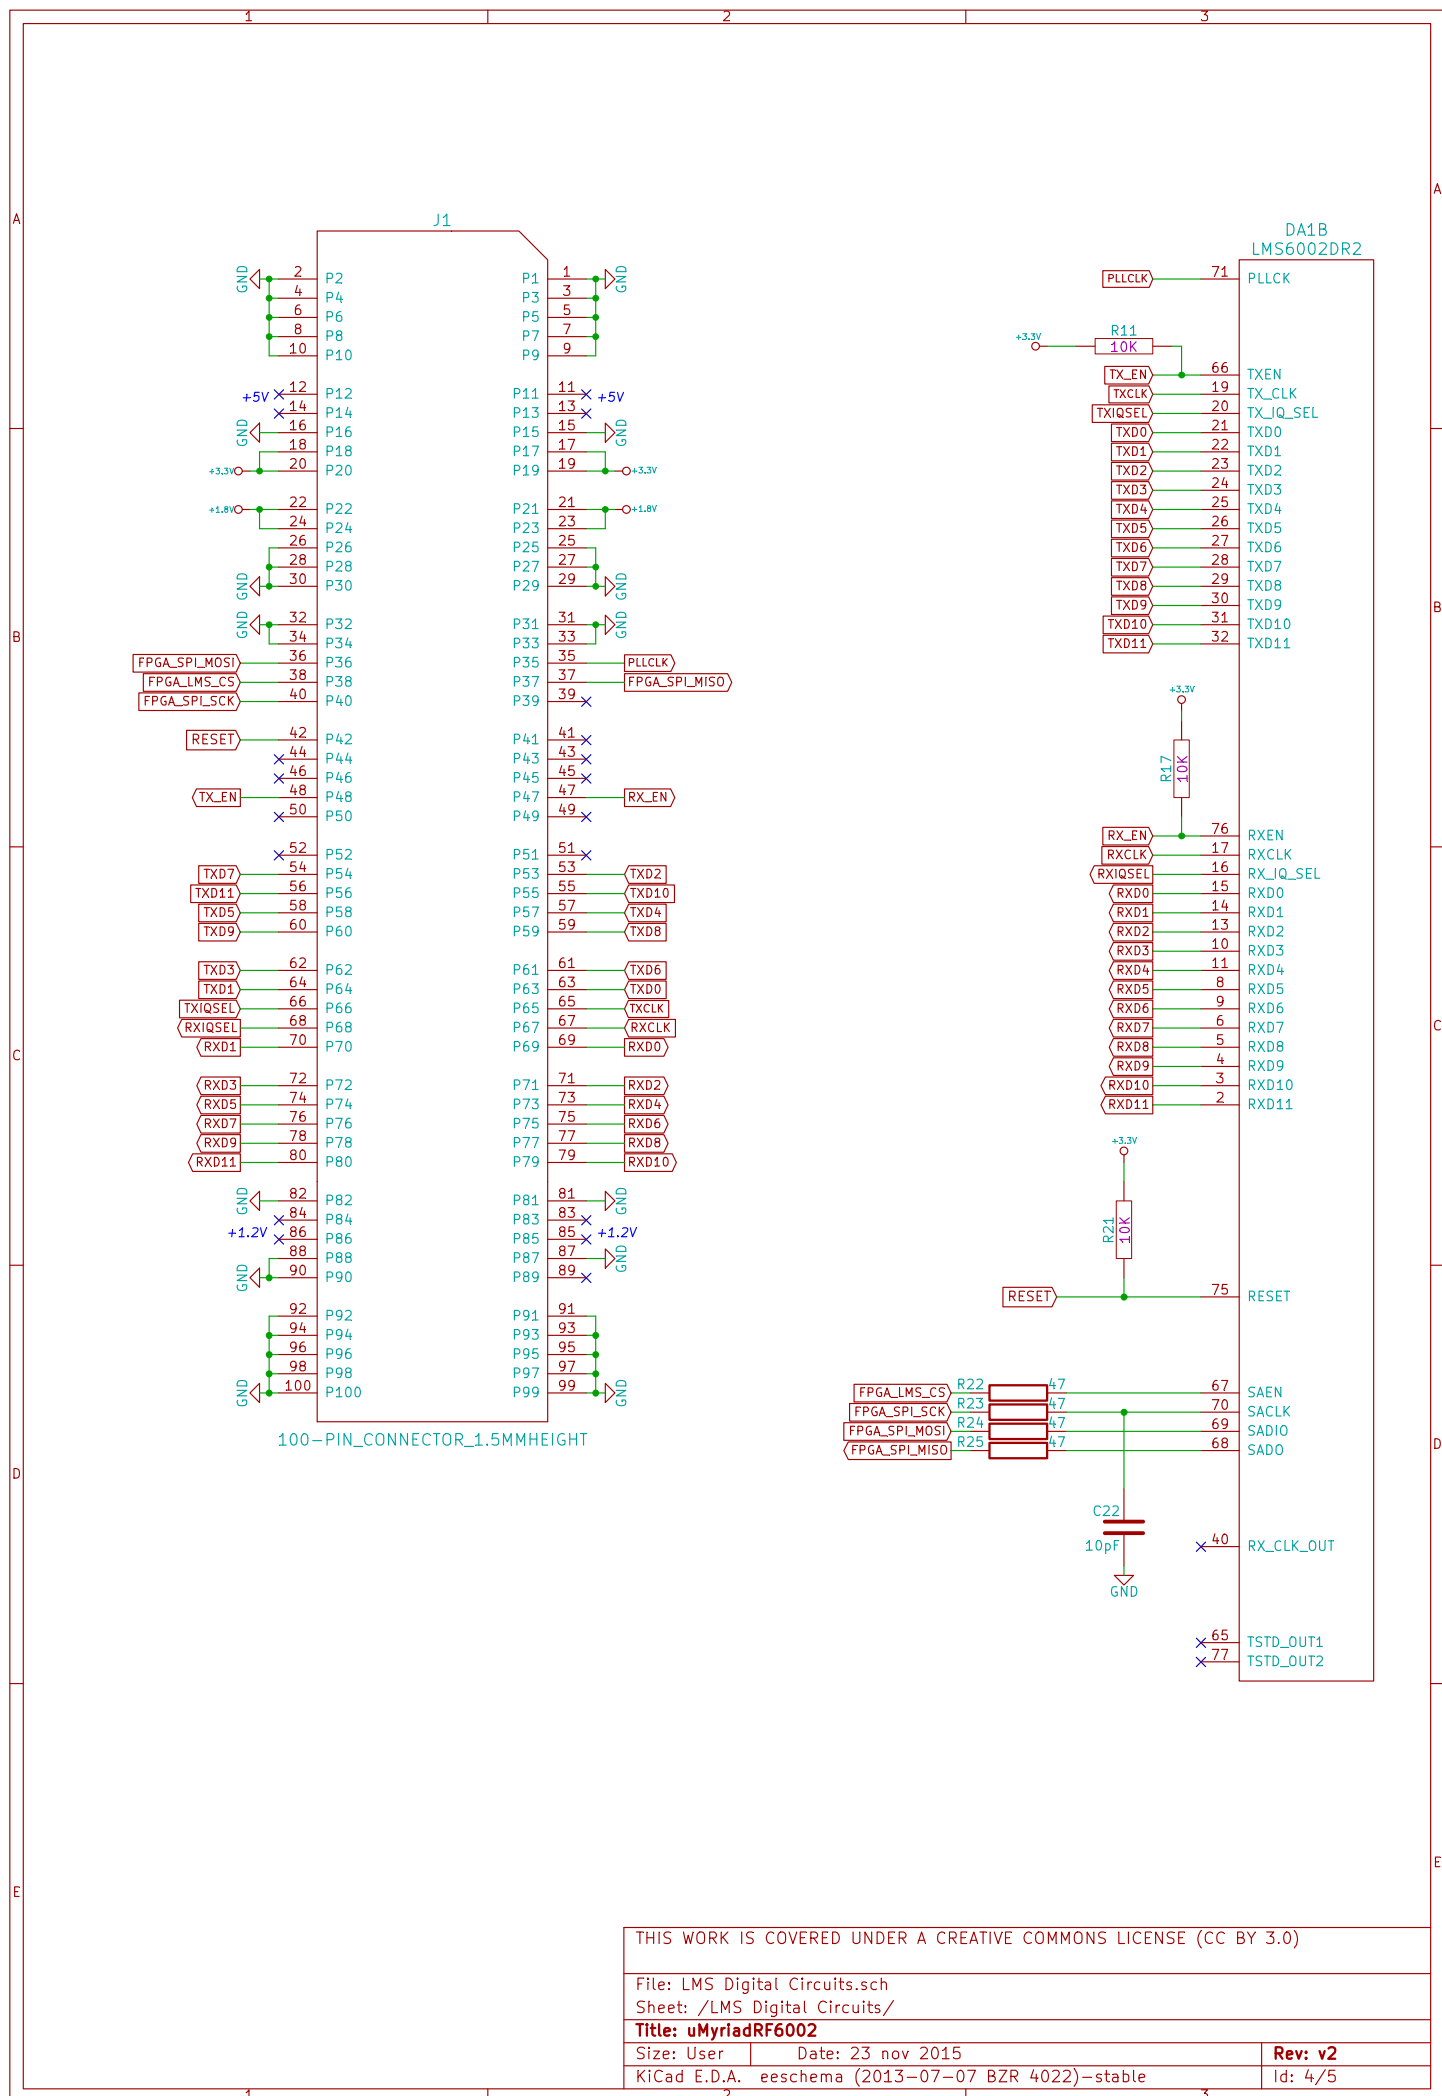 1 2 3
A A
J1
GND 2 P2 P1 1 GND
4 P4 P3 3
6 P6 P5 5
8 P8 P7 7
10 P10 P9 9
+5V 12 P12 P11 11 +5V
14 P14 P13 13
GND 16 P16 P15 15 GND
18 P18 P17 17
+3.3V 20 P20 P19 19 +3.3V
+1.8V 22 P22 P21 21 +1.8V
24 P24 P23 23
26 P26 P25 25
28 P28 P27 27
GND 30 P30 P29 29 GND
GND 32 P32 P31 31 GND
34 P34 P33 33
FPGA_SPI_MOSI 36 P36 P35 35 PLLCLK
FPGA_LMS_CS 38 P38 P37 37 FPGA_SPI_MISO
FPGA_SPI_SCK 40 P40 P39 39
RESET 42 P42 P41 41
44 P44 P43 43
46 P46 P45 45
TX_EN 48 P48 P47 47 RX_EN
50 P50 P49 49
52 P52 P51 51
TXD7 54 P54 P53 53 TXD2
TXD11 56 P56 P55 55 TXD10
TXD5 58 P58 P57 57 TXD4
TXD9 60 P60 P59 59 TXD8
TXD3 62 P62 P61 61 TXD6
TXD1 64 P64 P63 63 TXD0
TXIQSEL 66 P66 P65 65 TXCLK
RXIQSEL 68 P68 P67 67 RXCLK
RXD1 70 P70 P69 69 RXD0
RXD3 72 P72 P71 71 RXD2
RXD5 74 P74 P73 73 RXD4
RXD7 76 P76 P75 75 RXD6
RXD9 78 P78 P77 77 RXD8
RXD11 80 P80 P79 79 RXD10
GND 82 P82 P81 81 GND
84 P84 P83 83
+1.2V 86 P86 P85 85 +1.2V
88 P88 P87 87 GND
GND 90 P90 P89 89
92 P92 P91 91
94 P94 P93 93
96 P96 P95 95
98 P98 P97 97
GND 100 P100 P99 99 GND
100-PIN_CONNECTOR_1.5MMHEIGHT
DA1B
LMS6002DR2
PLLCLK 71 PLLCK
R11
+3.3V 10K
TX_EN 66 TXEN
TXCLK 19 TX_CLK
TXIQSEL 20 TX_IQ_SEL
TXD0 21 TXD0
TXD1 22 TXD1
TXD2 23 TXD2
TXD3 24 TXD3
TXD4 25 TXD4
TXD5 26 TXD5
TXD6 27 TXD6
TXD7 28 TXD7
TXD8 29 TXD8
TXD9 30 TXD9
TXD10 31 TXD10
TXD11 32 TXD11
+3.3V
R17 10K
RX_EN 76 RXEN
RXCLK 17 RXCLK
RXIQSEL 16 RX_IQ_SEL
RXD0 15 RXD0
RXD1 14 RXD1
RXD2 13 RXD2
RXD3 10 RXD3
RXD4 11 RXD4
RXD5 8 RXD5
RXD6 9 RXD6
RXD7 6 RXD7
RXD8 5 RXD8
RXD9 4 RXD9
RXD10 3 RXD10
RXD11 2 RXD11
+3.3V
R21 10K
RESET 75 RESET
FPGA_LMS_CS R22 47 67 SAEN
FPGA_SPI_SCK R23 47 70 SACLK
FPGA_SPI_MOSI R24 47 69 SADIO
FPGA_SPI_MISO R25 47 68 SADO
C22
10pF
GND
40 RX_CLK_OUT
65 TSTD_OUT1
77 TSTD_OUT2
B B
C C
D D
E E
THIS WORK IS COVERED UNDER A CREATIVE COMMONS LICENSE (CC BY 3.0)
File: LMS Digital Circuits.sch
Sheet: /LMS Digital Circuits/
Title: uMyriadRF6002
Size: User Date: 23 nov 2015 Rev: v2
KiCad E.D.A. eeschema (2013-07-07 BZR 4022)-stable Id: 4/5
1 2 3